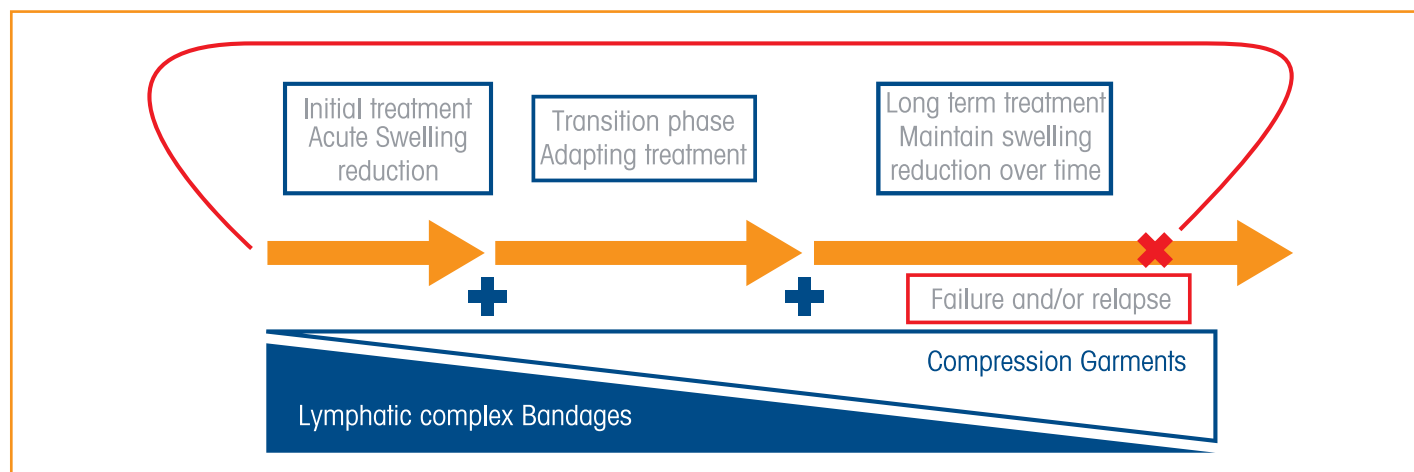 Initial treatment
Acute Swelling
reduction
Transition phase
Adapting treatment
Long term treatment
Maintain swelling
reduction over time
Failure and/or relapse
Compression Garments
Lymphatic complex Bandages